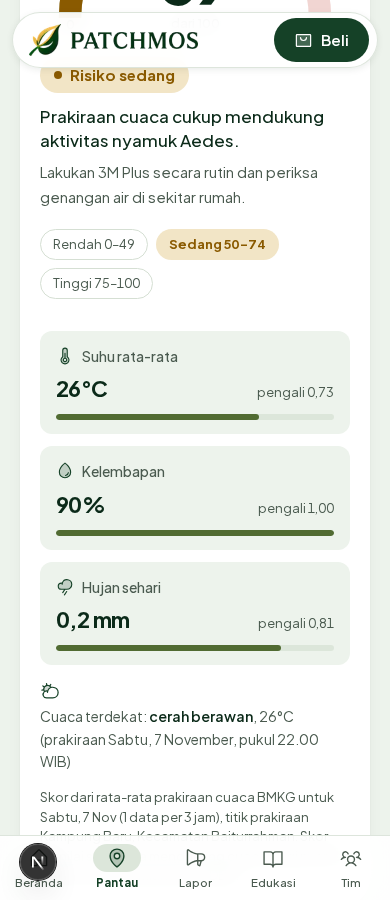 PATCHMOS
Beli
Risiko sedang
Prakiraan cuaca cukup mendukung
aktivitas nyamuk Aedes.
Lakukan 3M Plus secara rutin dan periksa
genangan air di sekitar rumah.
Rendah 0–49
Sedang 50–74
Tinggi 75–100
Suhu rata-rata
26°C
pengali 0,73
Kelembapan
90%
pengali 1,00
Hujan sehari
0,2 mm
pengali 0,81
Cuaca terdekat: cerah berawan, 26°C
(prakiraan Sabtu, 7 November, pukul 22.00
WIB)
Skor dari rata-rata prakiraan cuaca BMKG untuk
Sabtu, 7 Nov (1 data per 3 jam), titik prakiraan
N
Beranda
Pantau
Lapor
Edukasi
Tim